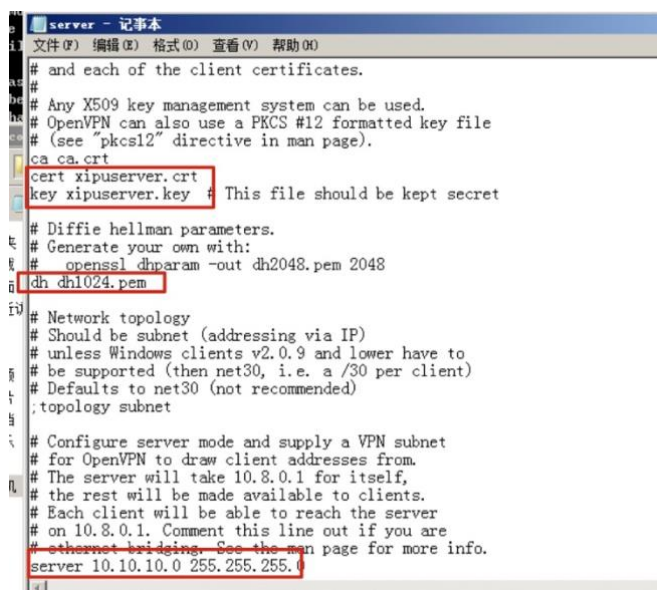 server - 记事本
文件(F) 编辑(E) 格式(O) 查看(V) 帮助(H)
# and each of the client certificates.
#
# Any X509 key management system can be used.
# OpenVPN can also use a PKCS #12 formatted key file
# (see "pkcs12" directive in man page).
ca ca.crt
cert xipuserver.crt
key xipuserver.key # This file should be kept secret
# Diffie hellman parameters.
# Generate your own with:
# openssl dhparam -out dh2048.pem 2048
dh dh1024.pem
# Network topology
# Should be subnet (addressing via IP)
# unless Windows clients v2.0.9 and lower have to
# be supported (then net30, i.e. a /30 per client)
# Defaults to net30 (not recommended)
;topology subnet
# Configure server mode and supply a VPN subnet
# for OpenVPN to draw client addresses from.
# The server will take 10.8.0.1 for itself,
# the rest will be made available to clients.
# Each client will be able to reach the server
# on 10.8.0.1. Comment this line out if you are
# ethernet bridging. See the man page for more info.
server 10.10.10.0 255.255.255.0